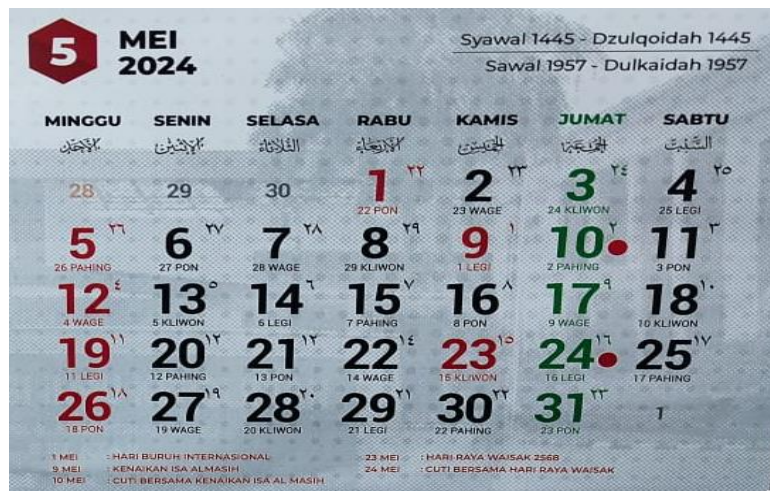 5
MEI
2024
Syawal 1445 - Dzulqoidah 1445
Sawal 1957 - Dulkaidah 1957
MINGGU SENIN SELASA RABU KAMIS JUMAT SABTU
الأحد الإثنين الثلاثاء الأربعاء الخميس الجمعة السبت
28 29 30 1 ٢٢ 2 ٢٣ 3 ٢٤ 4 ٢٥
22 PON 23 WAGE 24 KLIWON 25 LEGI
5 ٢٦ 6 ٢٧ 7 ٢٨ 8 ٢٩ 9 ١ 10 ٢ 11 ٣
26 PAHING 27 PON 28 WAGE 29 KLIWON 1 LEGI 2 PAHING 3 PON
12 ٤ 13 ٥ 14 ٦ 15 ٧ 16 ٨ 17 ٩ 18 ١٠
4 WAGE 5 KLIWON 6 LEGI 7 PAHING 8 PON 9 WAGE 10 KLIWON
19 ١١ 20 ١٢ 21 ١٣ 22 ١٤ 23 ١٥ 24 ١٦ 25 ١٧
11 LEGI 12 PAHING 13 PON 14 WAGE 15 KLIWON 16 LEGI 17 PAHING
26 ١٨ 27 ١٩ 28 ٢٠ 29 ٢١ 30 ٢٢ 31 ٢٣ 1
18 PON 19 WAGE 20 KLIWON 21 LEGI 22 PAHING 23 PON
1 MEI : HARI BURUH INTERNASIONAL
9 MEI : KENAIKAN ISA ALMASIH
10 MEI : CUTI BERSAMA KENAIKAN ISA AL MASIH
23 MEI : HARI RAYA WAISAK 2568
24 MEI : CUTI BERSAMA HARI RAYA WAISAK